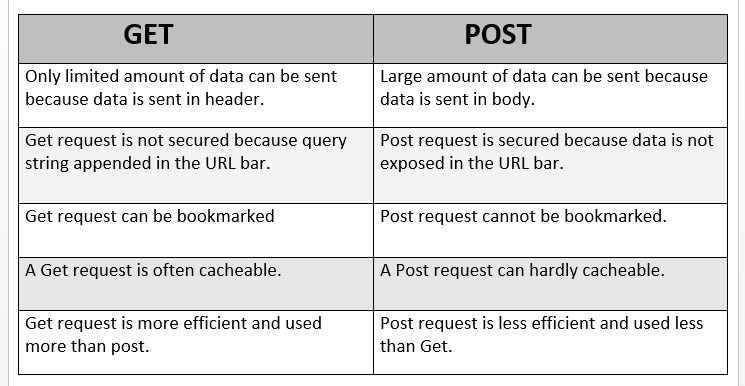 GET
POST
Only limited amount of data can be sent
because data is sent in header.
Large amount of data can be sent because
data is sent in body.
Get request is not secured because query
string appended in the URL bar.
Post request is secured because data is not
exposed in the URL bar.
Get request can be bookmarked
Post request cannot be bookmarked.
A Get request is often cacheable.
A Post request can hardly cacheable.
Get request is more efficient and used
more than post.
Post request is less efficient and used less
than Get.